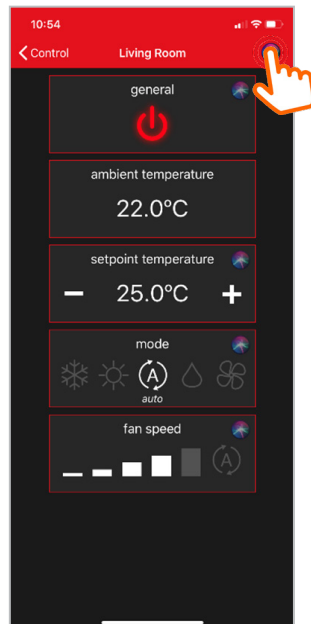 10:54
Control
Living Room
general
ambient temperature
22.0°C
setpoint temperature
− 25.0°C +
mode
A
auto
fan speed
A